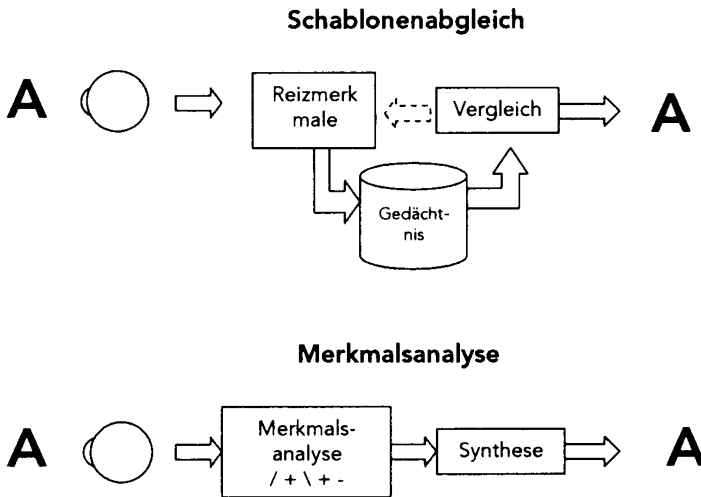 Schablonenabgleich
A
Reizmerk
male
Vergleich
A
Gedächt-
nis
Merkmalsanalyse
A
Merkmals-
analyse
/ + \ + -
Synthese
A